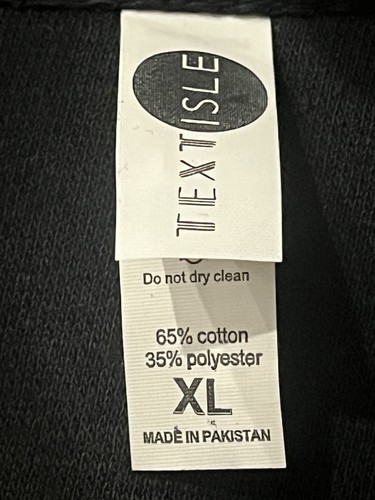 TEXTISLE
Do not dry clean
65% cotton
35% polyester
XL
MADE IN PAKISTAN